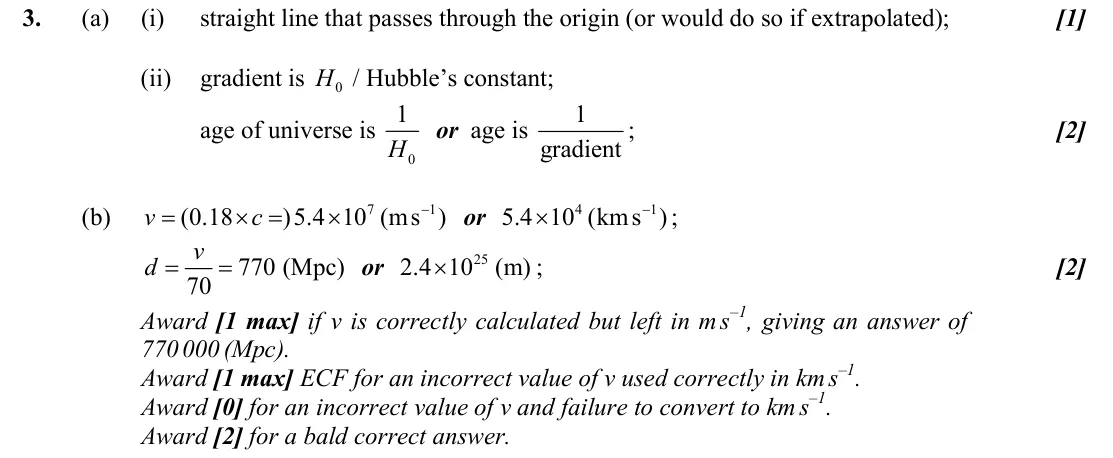 3. (a) (i) straight line that passes through the origin (or would do so if extrapolated); [1]
(ii) gradient is H₀ / Hubble’s constant;
age of universe is 1/H₀ or age is 1/gradient; [2]
(b) v = (0.18 × c =) 5.4 × 10⁷ (m s⁻¹) or 5.4 × 10⁴ (km s⁻¹);
d = v/70 = 770 (Mpc) or 2.4 × 10²⁵ (m); [2]
Award [1 max] if v is correctly calculated but left in m s⁻¹, giving an answer of
770 000 (Mpc).
Award [1 max] ECF for an incorrect value of v used correctly in km s⁻¹.
Award [0] for an incorrect value of v and failure to convert to km s⁻¹.
Award [2] for a bald correct answer.